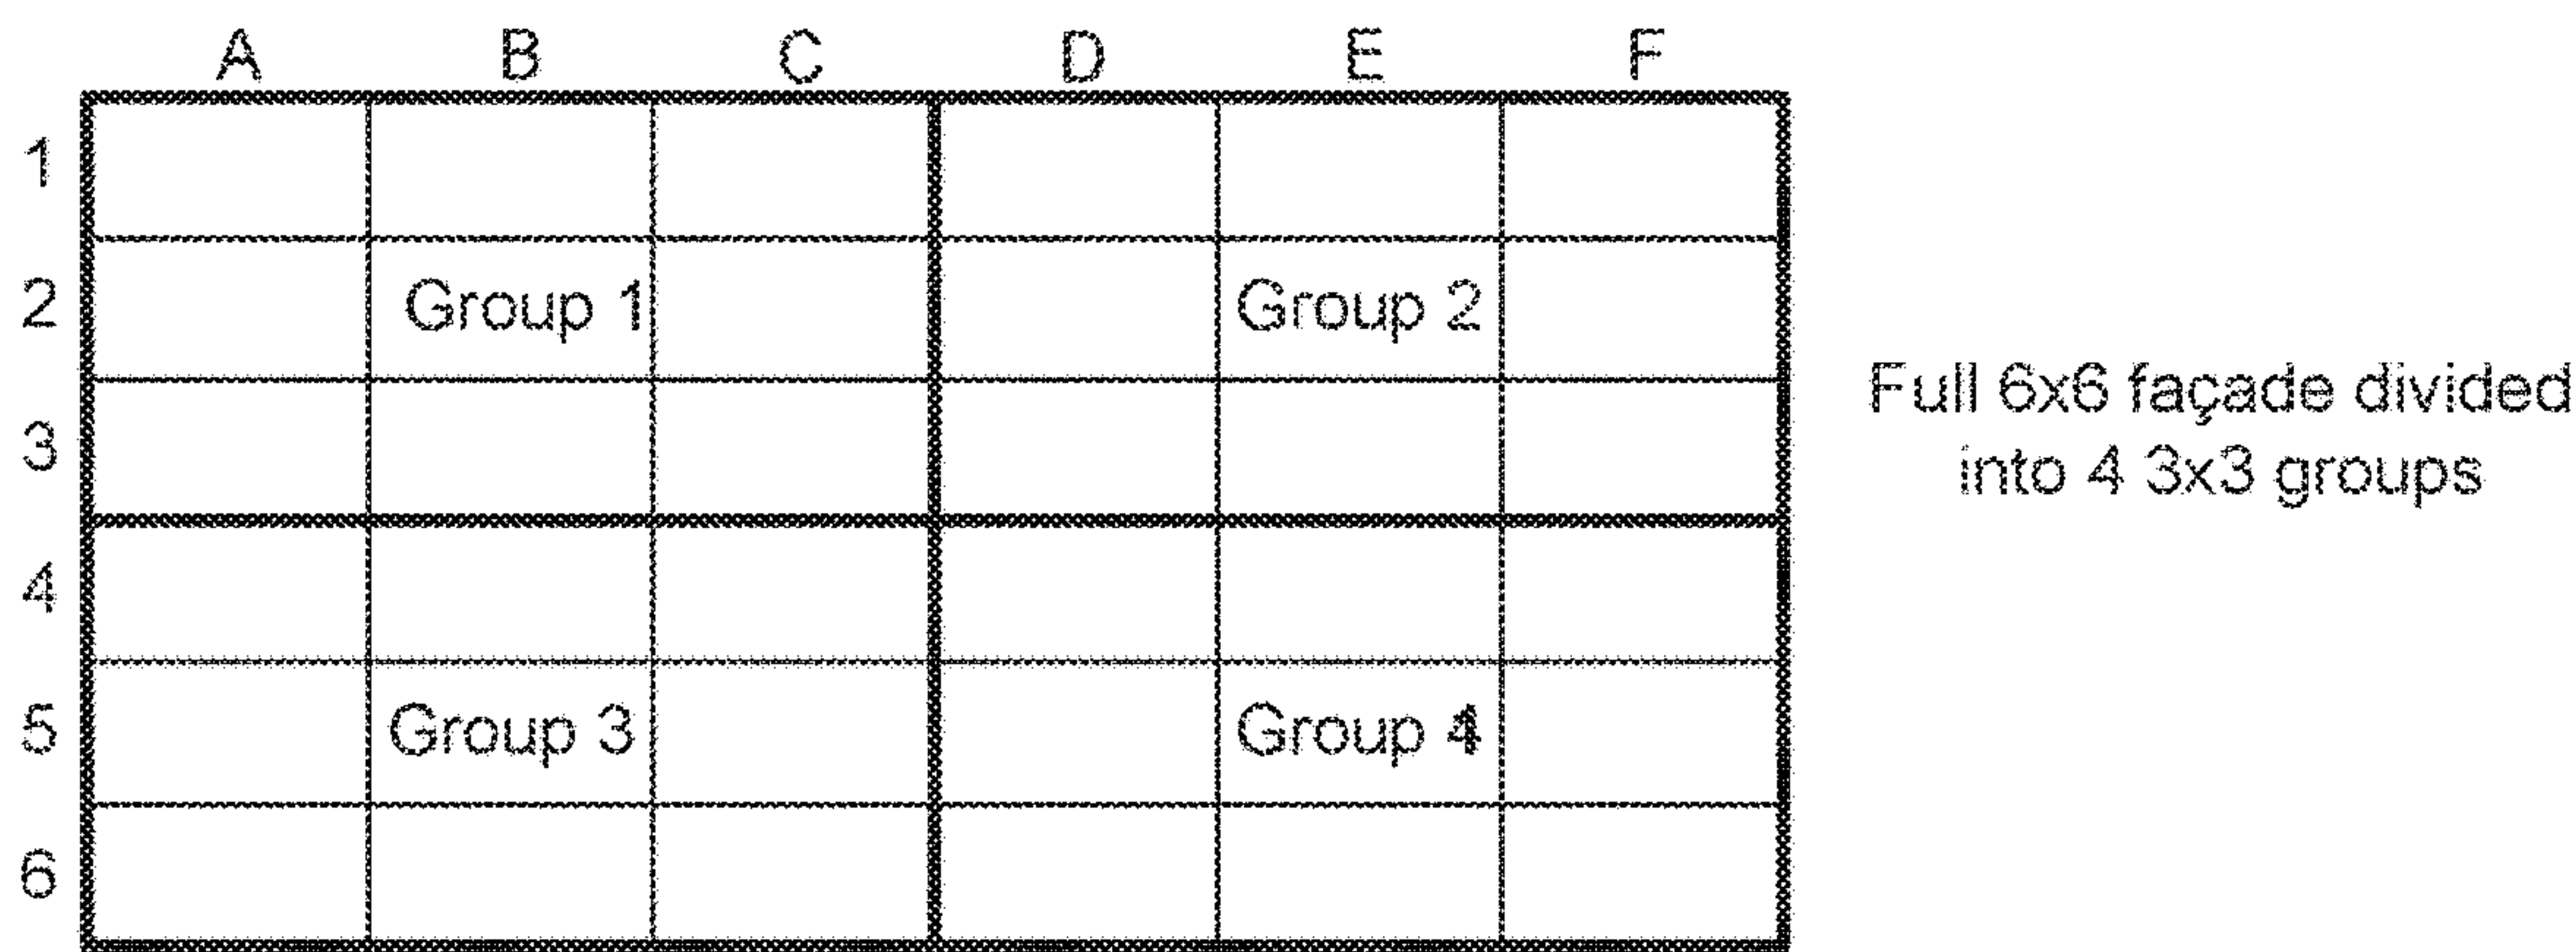 A B C D E F
1
2 Group 1 Group 2
3
4
5 Group 3 Group 4
6
Full 6x6 façade divided
into 4 3x3 groups